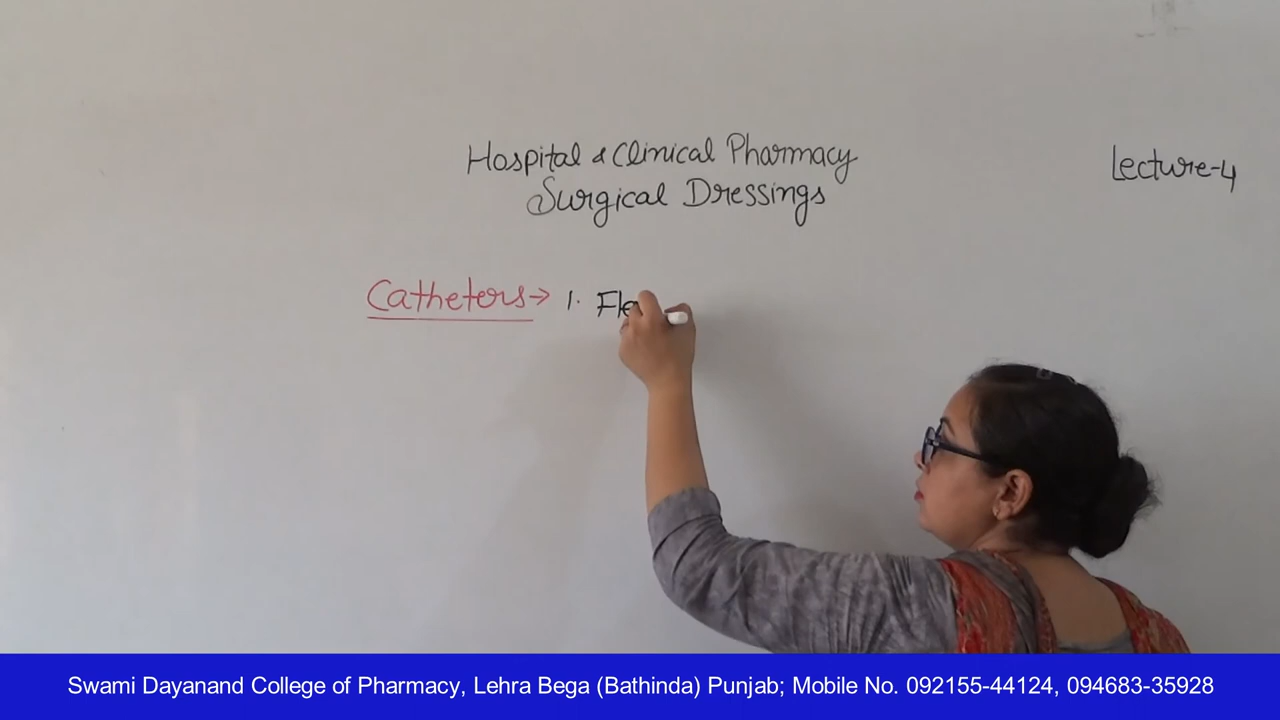 Hospital & Clinical Pharmacy
Surgical Dressings
Lecture-4
Catheters→ 1. Fle
Swami Dayanand College of Pharmacy, Lehra Bega (Bathinda) Punjab; Mobile No. 092155-44124, 094683-35928